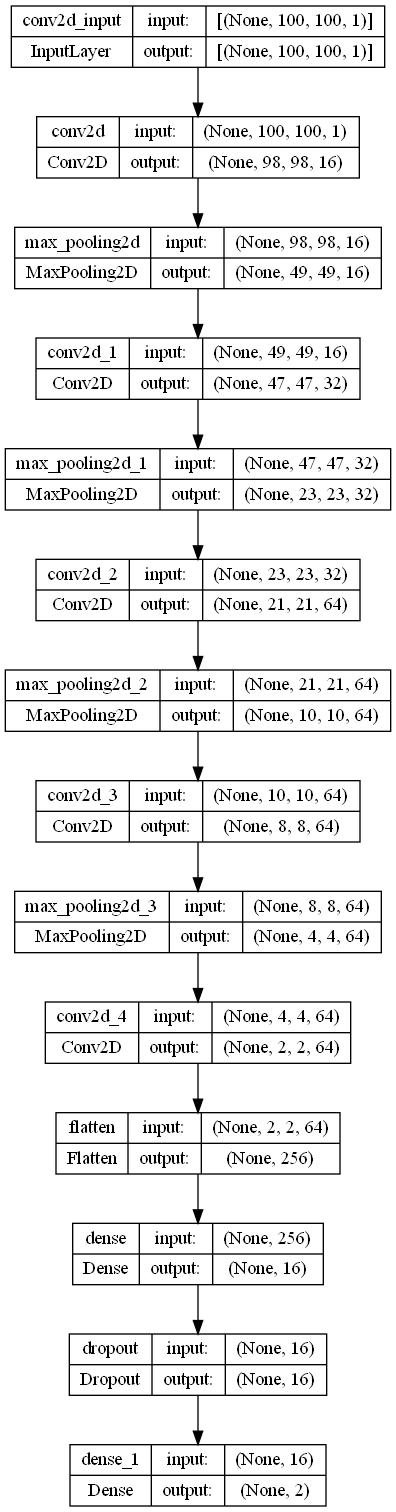 conv2d_input input: [(None, 100, 100, 1)]
InputLayer output: [(None, 100, 100, 1)]
conv2d input: (None, 100, 100, 1)
Conv2D output: (None, 98, 98, 16)
max_pooling2d input: (None, 98, 98, 16)
MaxPooling2D output: (None, 49, 49, 16)
conv2d_1 input: (None, 49, 49, 16)
Conv2D output: (None, 47, 47, 32)
max_pooling2d_1 input: (None, 47, 47, 32)
MaxPooling2D output: (None, 23, 23, 32)
conv2d_2 input: (None, 23, 23, 32)
Conv2D output: (None, 21, 21, 64)
max_pooling2d_2 input: (None, 21, 21, 64)
MaxPooling2D output: (None, 10, 10, 64)
conv2d_3 input: (None, 10, 10, 64)
Conv2D output: (None, 8, 8, 64)
max_pooling2d_3 input: (None, 8, 8, 64)
MaxPooling2D output: (None, 4, 4, 64)
conv2d_4 input: (None, 4, 4, 64)
Conv2D output: (None, 2, 2, 64)
flatten input: (None, 2, 2, 64)
Flatten output: (None, 256)
dense input: (None, 256)
Dense output: (None, 16)
dropout input: (None, 16)
Dropout output: (None, 16)
dense_1 input: (None, 16)
Dense output: (None, 2)